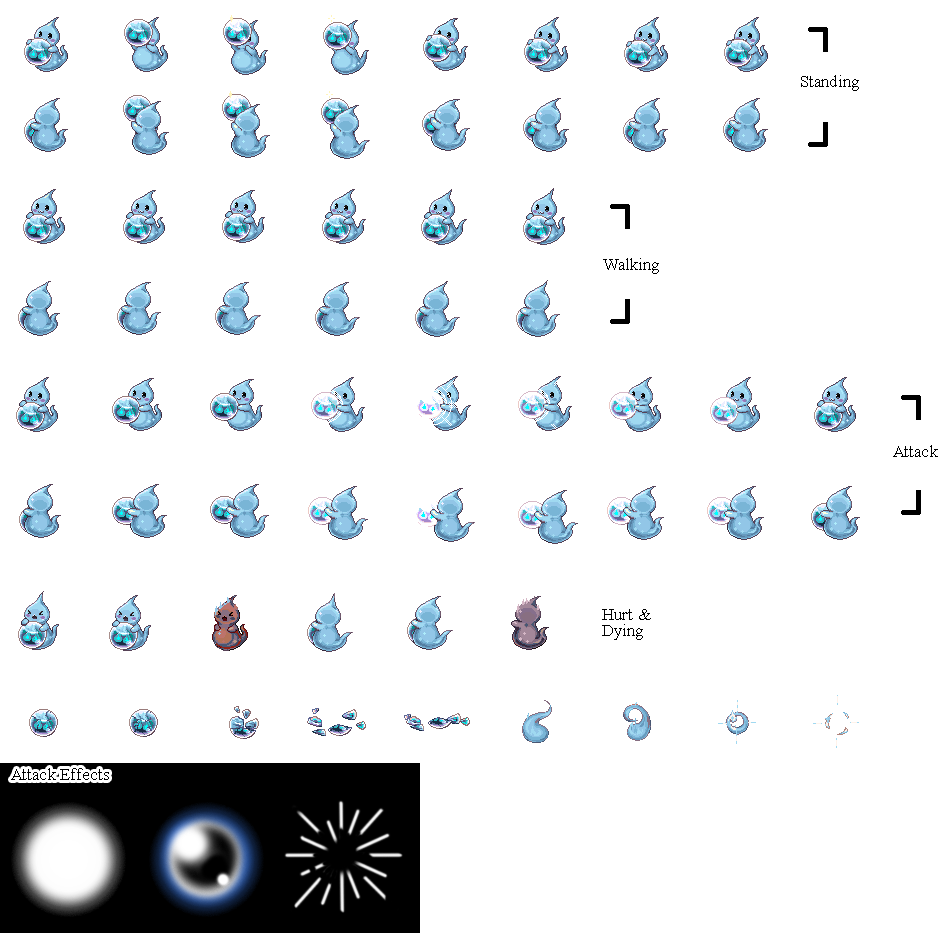 Standing
Walking
Attack
Hurt &
Dying
Attack Effects